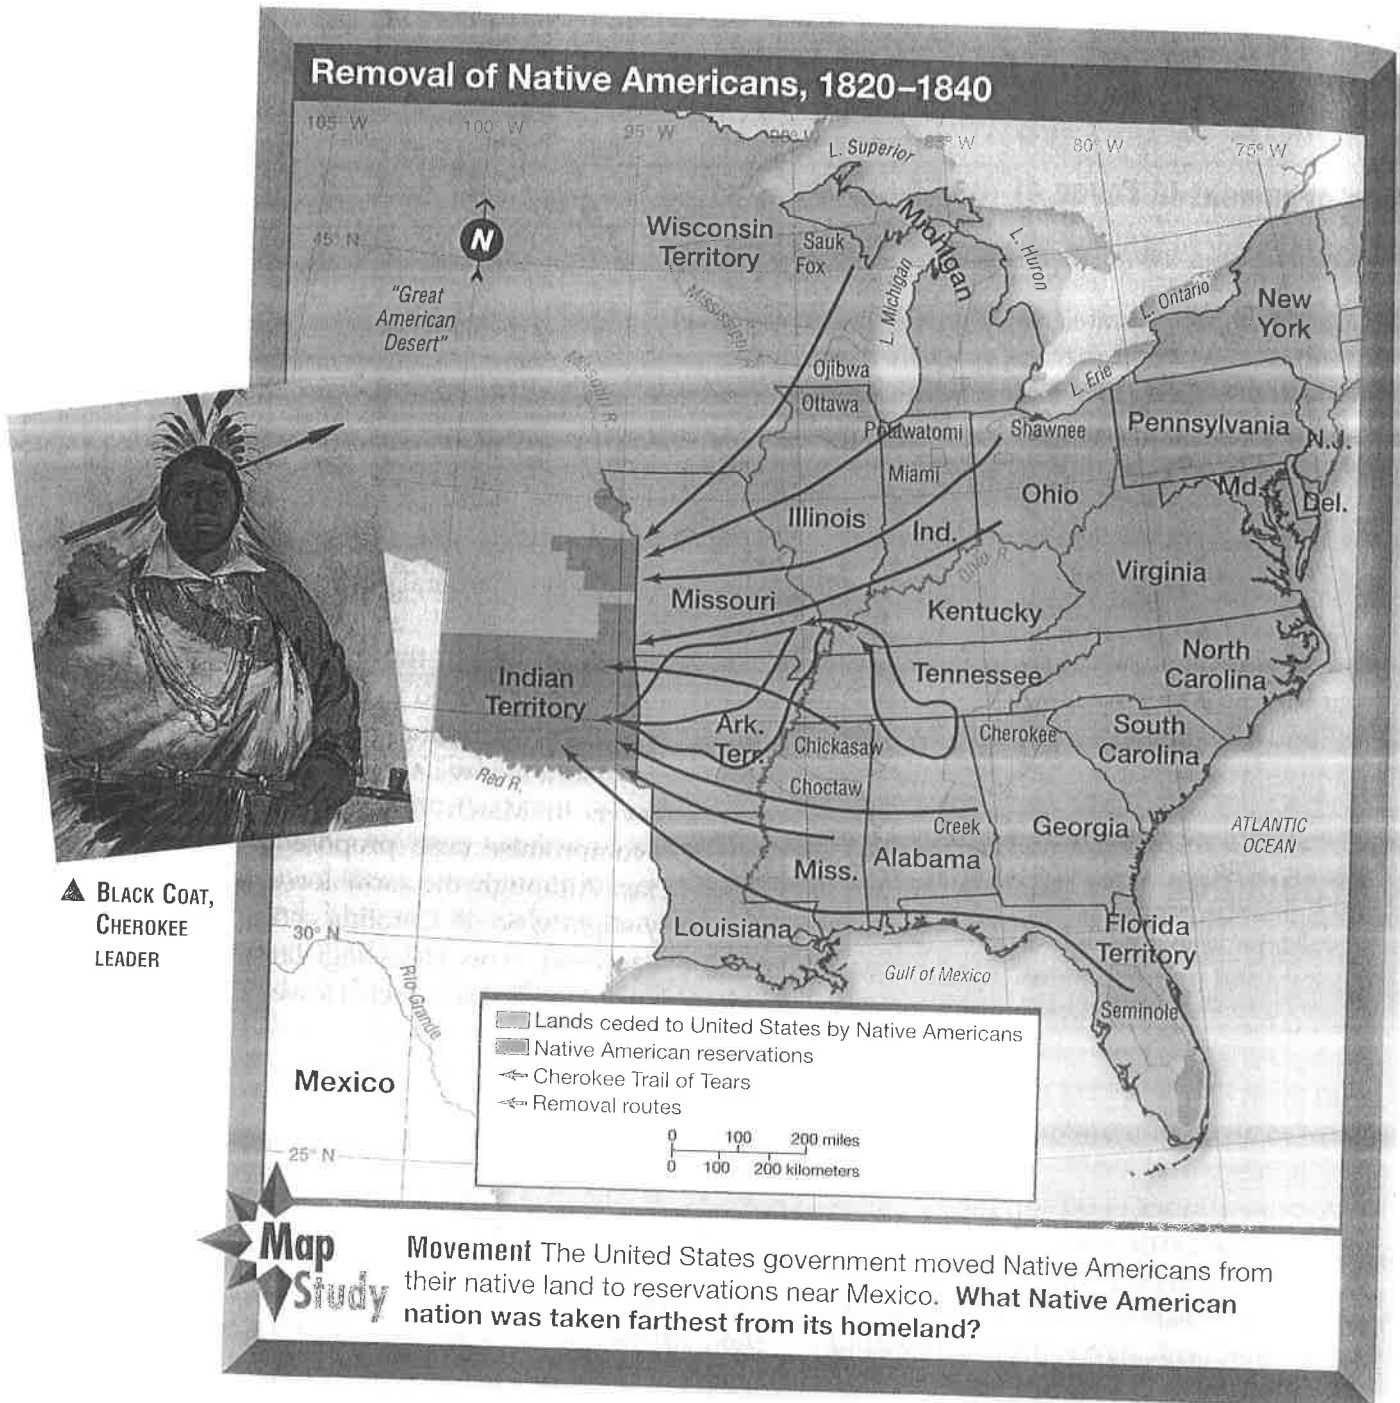 Removal of Native Americans, 1820–1840
105° W
100° W
95° W
90° W
85° W
80° W
75° W
L. Superior
45° N
N
Wisconsin
Territory
Sauk
Fox
Michigan
L. Huron
L. Michigan
L. Ontario
New
York
"Great
American
Desert"
Mississippi
Missouri R.
Ojibwa
L. Erie
Ottawa
Potawatomi
Shawnee
Pennsylvania
N.J.
Miami
Ohio
Md.
Del.
Illinois
Ind.
Ohio R.
Virginia
Missouri
Kentucky
Indian
Territory
Tennessee
North
Carolina
Ark.
Terr.
Chickasaw
Cherokee
South
Carolina
Red R.
Choctaw
Creek
Georgia
ATLANTIC
OCEAN
Miss.
Alabama
▲ BLACK COAT,
CHEROKEE
LEADER
30° N
Louisiana
Florida
Territory
Gulf of Mexico
Rio Grande
Seminole
Mexico
Lands ceded to United States by Native Americans
Native American reservations
Cherokee Trail of Tears
Removal routes
0 100 200 miles
0 100 200 kilometers
25° N
Map
Study
Movement The United States government moved Native Americans from
their native land to reservations near Mexico. What Native American
nation was taken farthest from its homeland?